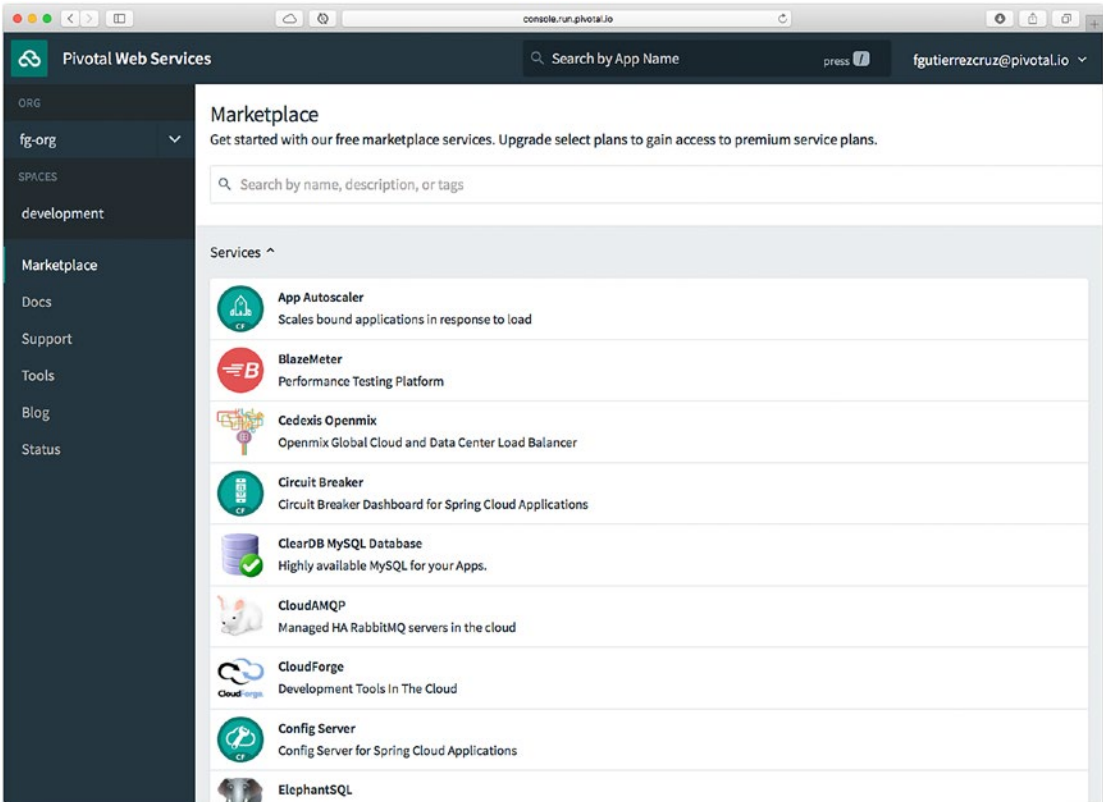 console.run.pivotal.io
Pivotal Web Services
Search by App Name
press /
fgutierrezcruz@pivotal.io
ORG
fg-org
SPACES
development
Marketplace
Docs
Support
Tools
Blog
Status
Marketplace
Get started with our free marketplace services. Upgrade select plans to gain access to premium service plans.
Search by name, description, or tags
Services
App Autoscaler
Scales bound applications in response to load
CF
BlazeMeter
Performance Testing Platform
B
Cedexis Openmix
Openmix Global Cloud and Data Center Load Balancer
Circuit Breaker
Circuit Breaker Dashboard for Spring Cloud Applications
CF
ClearDB MySQL Database
Highly available MySQL for your Apps.
CloudAMQP
Managed HA RabbitMQ servers in the cloud
CloudForge
Development Tools In The Cloud
CloudForge
Config Server
Config Server for Spring Cloud Applications
CF
ElephantSQL